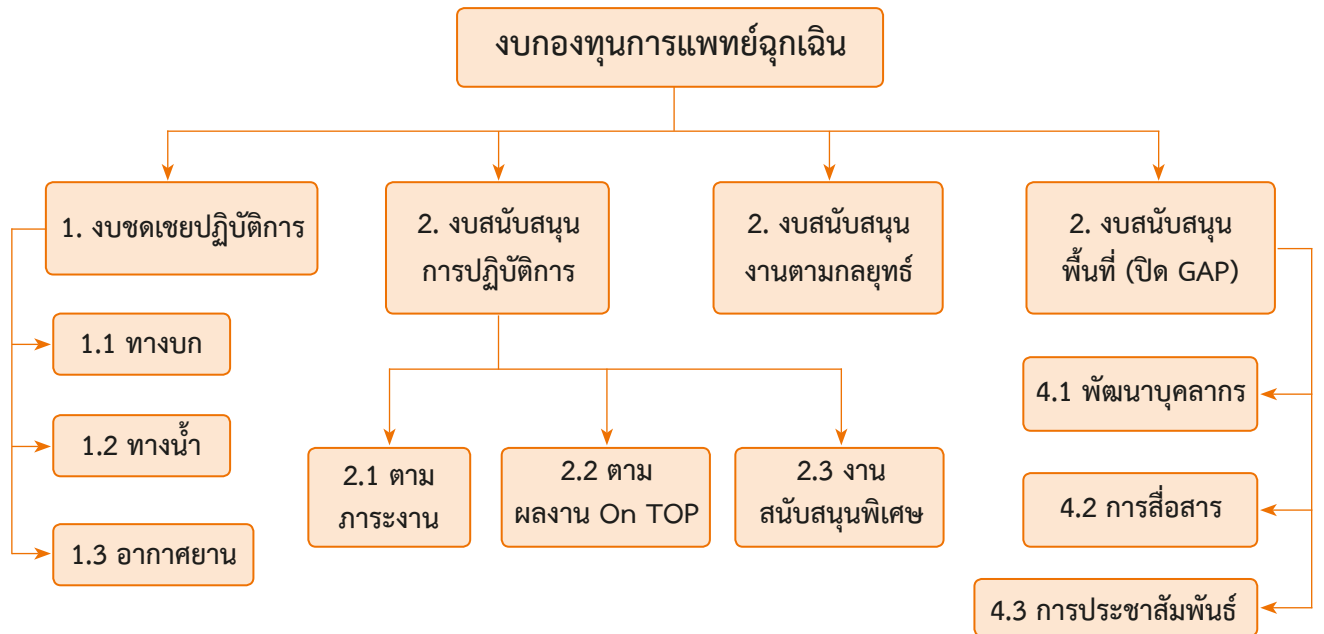 งบกองทุนการแพทย์ฉุกเฉิน
1. งบชดเชยปฏิบัติการ
1.1 ทางบก
1.2 ทางน้ำ
1.3 อากาศยาน
2. งบสนับสนุน
การปฏิบัติการ
2.1 ตาม
ภาระงาน
2.2 ตาม
ผลงาน On TOP
2.3 งาน
สนับสนุนพิเศษ
2. งบสนับสนุน
งานตามกลยุทธ์
2. งบสนับสนุน
พื้นที่ (ปิด GAP)
4.1 พัฒนาบุคลากร
4.2 การสื่อสาร
4.3 การประชาสัมพันธ์